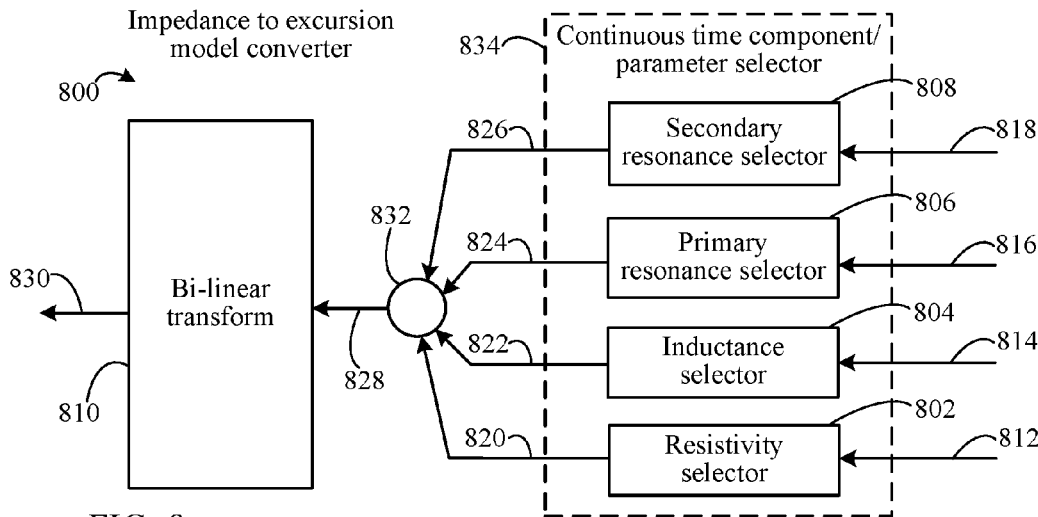 Impedance to excursion
model converter
800
834
Continuous time component/
parameter selector
808
826
Secondary
resonance selector
818
806
832
824
Primary
resonance selector
816
830
Bi-linear
transform
804
822
Inductance
selector
814
828
810
802
820
Resistivity
selector
812